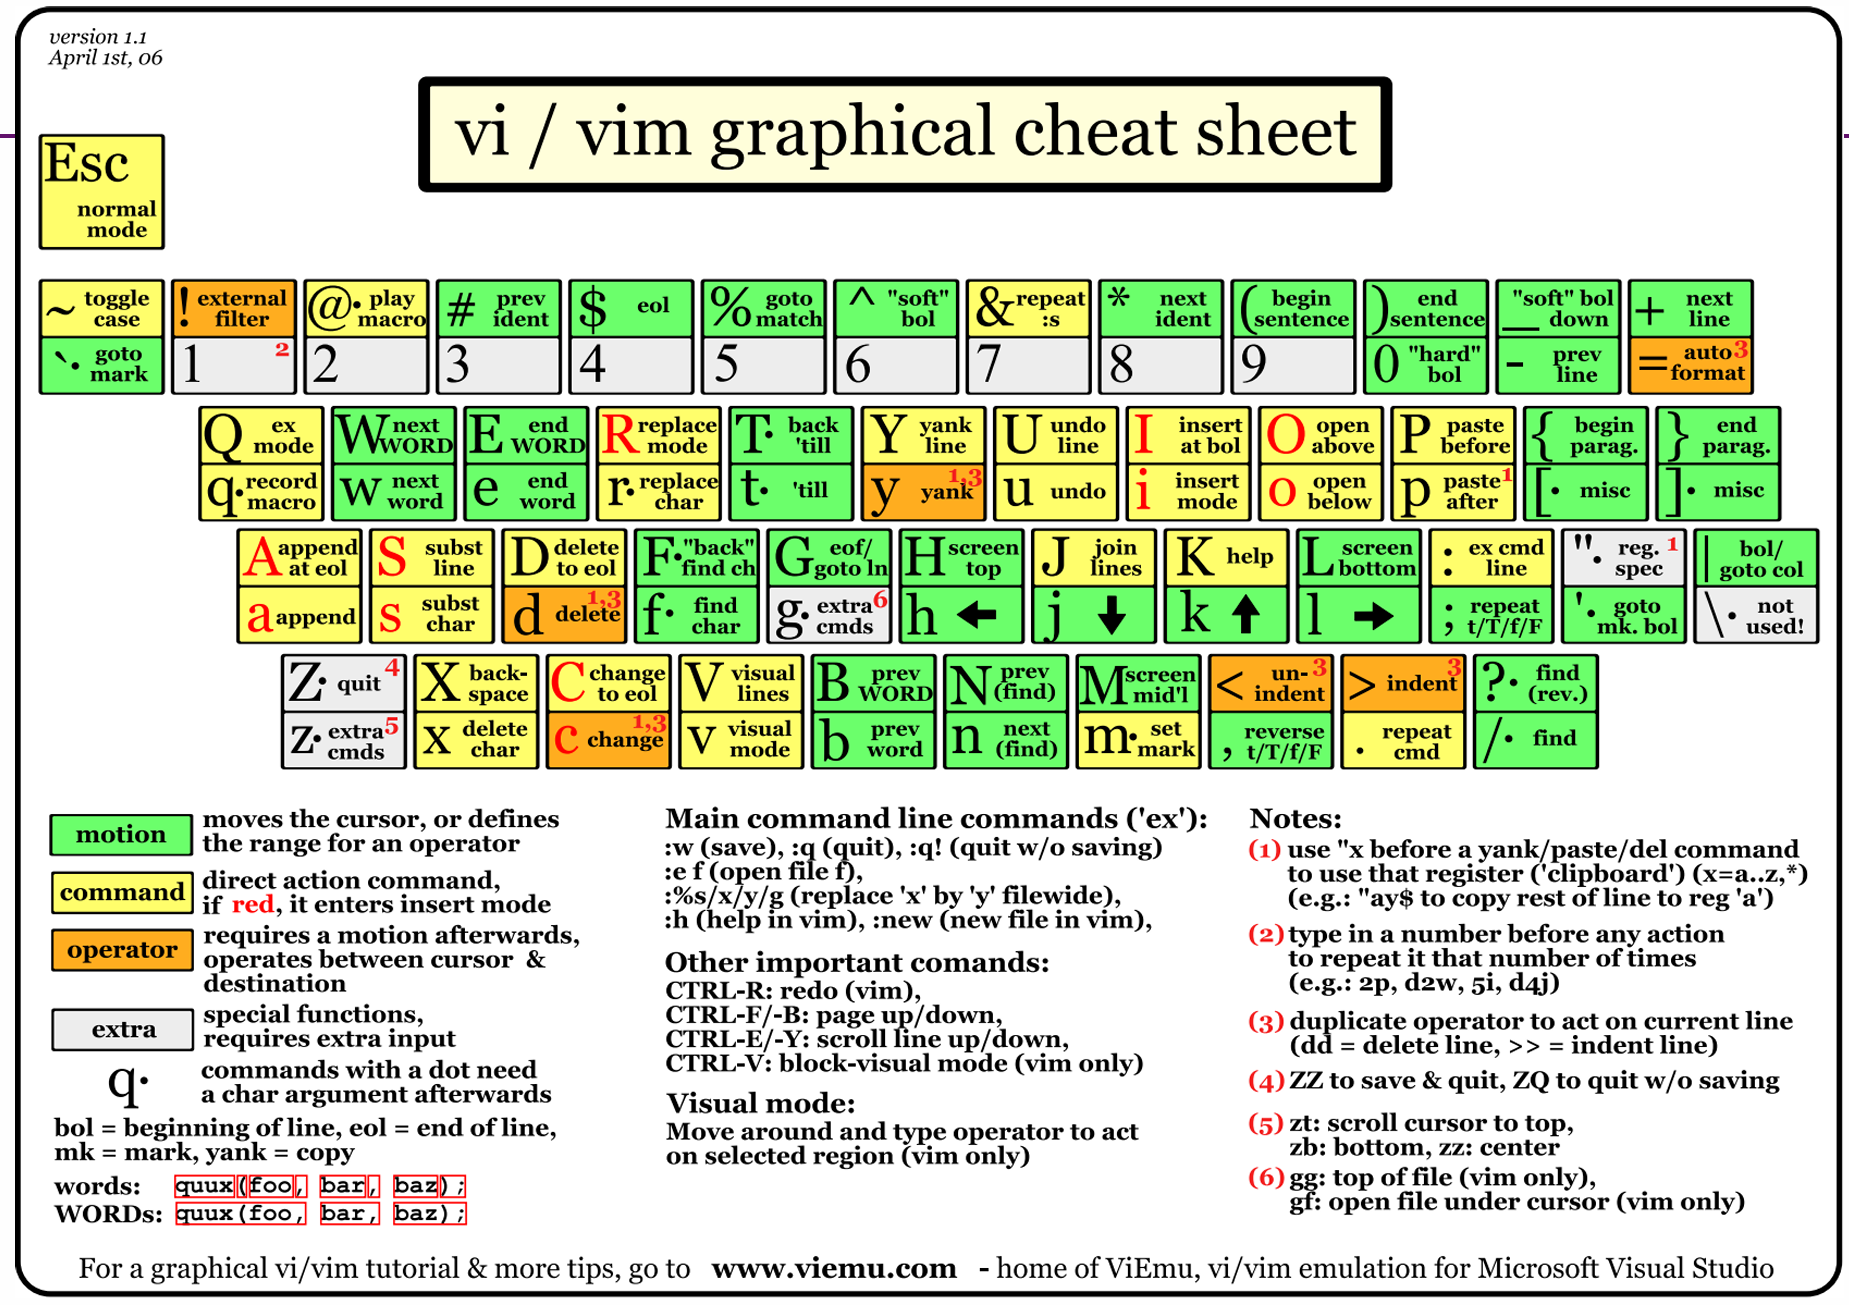 version 1.1
April 1st, 06
vi / vim graphical cheat sheet
Esc normal mode
~ toggle case
! external filter
@· play macro
# prev ident
$ eol
% goto match
^ "soft" bol
& repeat :s
* next ident
( begin sentence
) end sentence
_ "soft" bol down
+ next line
`· goto mark
1 2
2
3
4
5
6
7
8
9
0 "hard" bol
- prev line
= auto format 3
Q ex mode
W next WORD
E end WORD
R replace mode
T· back 'till
Y yank line
U undo line
I insert at bol
O open above
P paste before
{ begin parag.
} end parag.
q· record macro
w next word
e end word
r· replace char
t· 'till
y yank 1,3
u undo
i insert mode
o open below
p paste after 1
[· misc
]· misc
A append at eol
S subst line
D delete to eol
F· "back" find ch
G eof/ goto ln
H screen top
J join lines
K help
L screen bottom
: ex cmd line
"· reg. spec 1
| bol/ goto col
a append
s subst char
d delete 1,3
f· find char
g· extra cmds 6
h ←
j ↓
k ↑
l →
; repeat t/T/f/F
'· goto mk. bol
\· not used!
Z· quit 4
X back-space
C change to eol
V visual lines
B prev WORD
N prev (find)
M screen mid'l
< un-indent 3
> indent 3
?· find (rev.)
z· extra cmds 5
x delete char
c change 1,3
v visual mode
b prev word
n next (find)
m· set mark
, reverse t/T/f/F
. repeat cmd
/· find
motion moves the cursor, or defines
the range for an operator
command direct action command,
if red, it enters insert mode
operator requires a motion afterwards,
operates between cursor &
destination
extra special functions,
requires extra input
q· commands with a dot need
a char argument afterwards
bol = beginning of line, eol = end of line,
mk = mark, yank = copy
words: quux(foo, bar, baz);
WORDs: quux(foo, bar, baz);
Main command line commands ('ex'):
:w (save), :q (quit), :q! (quit w/o saving)
:e f (open file f),
:%s/x/y/g (replace 'x' by 'y' filewide),
:h (help in vim), :new (new file in vim),
Other important comands:
CTRL-R: redo (vim),
CTRL-F/-B: page up/down,
CTRL-E/-Y: scroll line up/down,
CTRL-V: block-visual mode (vim only)
Visual mode:
Move around and type operator to act
on selected region (vim only)
Notes:
(1) use "x before a yank/paste/del command
to use that register ('clipboard') (x=a..z,*)
(e.g.: "ay$ to copy rest of line to reg 'a')
(2) type in a number before any action
to repeat it that number of times
(e.g.: 2p, d2w, 5i, d4j)
(3) duplicate operator to act on current line
(dd = delete line, >> = indent line)
(4) ZZ to save & quit, ZQ to quit w/o saving
(5) zt: scroll cursor to top,
zb: bottom, zz: center
(6) gg: top of file (vim only),
gf: open file under cursor (vim only)
For a graphical vi/vim tutorial & more tips, go to www.viemu.com - home of ViEmu, vi/vim emulation for Microsoft Visual Studio